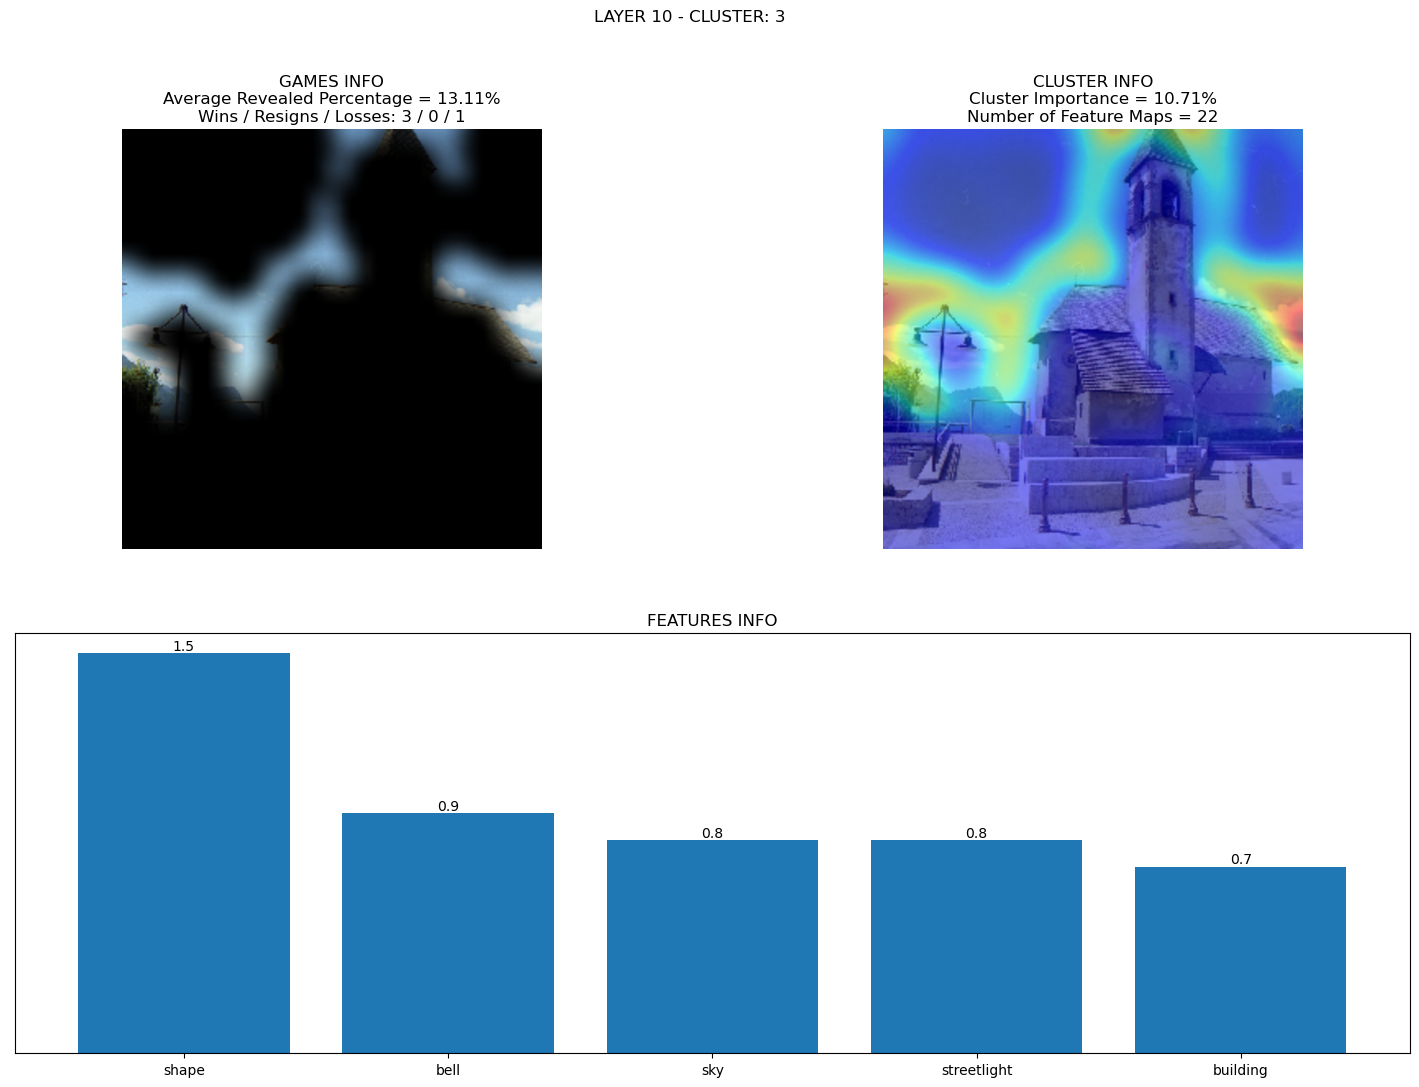 LAYER 10 - CLUSTER: 3
GAMES INFO
Average Revealed Percentage = 13.11%
Wins / Resigns / Losses: 3 / 0 / 1
CLUSTER INFO
Cluster Importance = 10.71%
Number of Feature Maps = 22
FEATURES INFO
1.5
0.9
0.8
0.8
0.7
shape
bell
sky
streetlight
building